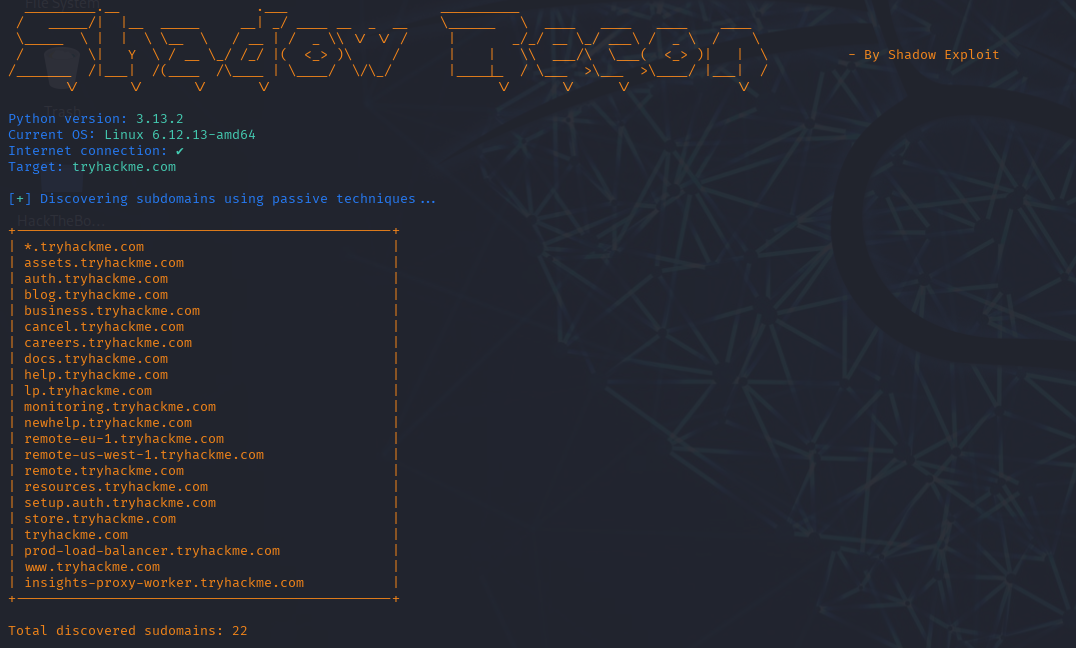 File System
- By Shadow Exploit
Trash
Python version: 3.13.2
Current OS: Linux 6.12.13-amd64
Internet connection: ✔
Target: tryhackme.com
[+] Discovering subdomains using passive techniques...
HackTheBo...
| *.tryhackme.com |
| assets.tryhackme.com |
| auth.tryhackme.com |
| blog.tryhackme.com |
| business.tryhackme.com |
| cancel.tryhackme.com |
| careers.tryhackme.com |
| docs.tryhackme.com |
| help.tryhackme.com |
| lp.tryhackme.com |
| monitoring.tryhackme.com |
| newhelp.tryhackme.com |
| remote-eu-1.tryhackme.com |
| remote-us-west-1.tryhackme.com |
| remote.tryhackme.com |
| resources.tryhackme.com |
| setup.auth.tryhackme.com |
| store.tryhackme.com |
| tryhackme.com |
| prod-load-balancer.tryhackme.com |
| www.tryhackme.com |
| insights-proxy-worker.tryhackme.com |
Total discovered sudomains: 22